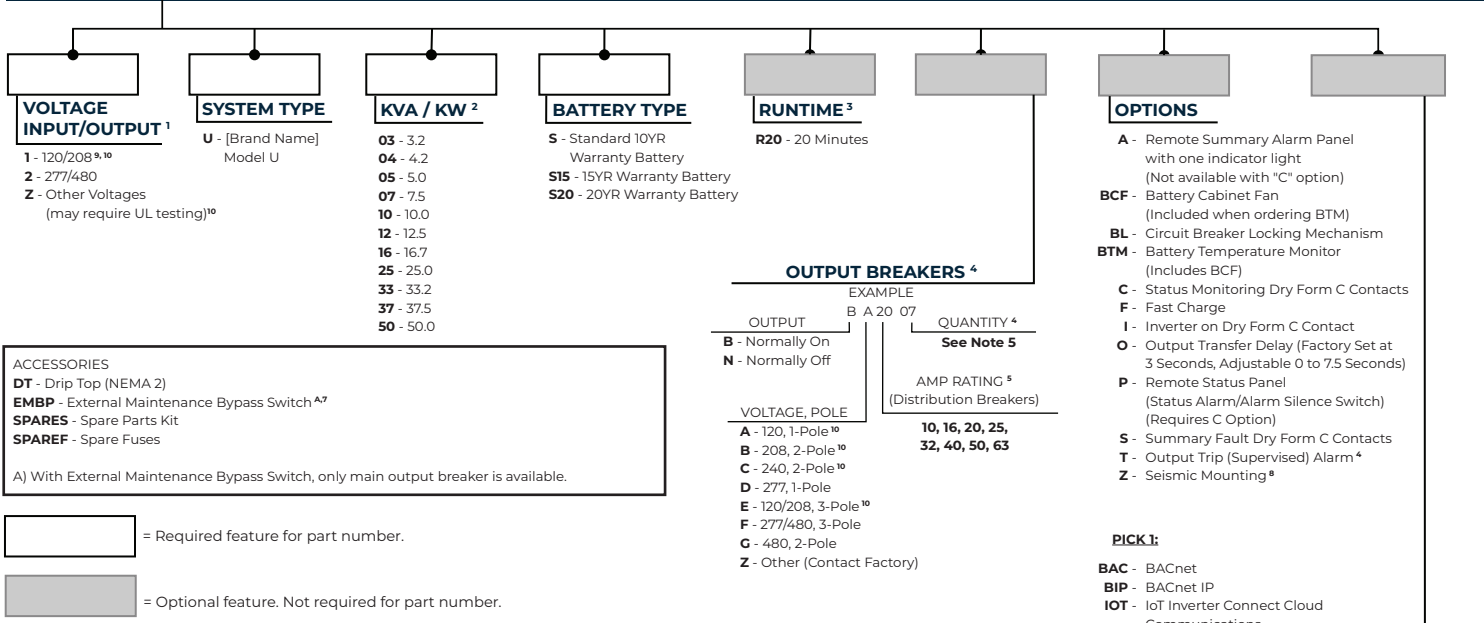 VOLTAGE
INPUT/OUTPUT 1
1 - 120/208 9, 10
2 - 277/480
Z - Other Voltages
(may require UL testing)10
SYSTEM TYPE
U - [Brand Name]
Model U
KVA / KW 2
03 - 3.2
04 - 4.2
05 - 5.0
07 - 7.5
10 - 10.0
12 - 12.5
16 - 16.7
25 - 25.0
33 - 33.2
37 - 37.5
50 - 50.0
BATTERY TYPE
S - Standard 10YR
Warranty Battery
S15 - 15YR Warranty Battery
S20 - 20YR Warranty Battery
RUNTIME 3
R20 - 20 Minutes
OUTPUT BREAKERS 4
EXAMPLE
B A 20 07
OUTPUT
B - Normally On
N - Normally Off
QUANTITY 4
See Note 5
AMP RATING 5
(Distribution Breakers)
10, 16, 20, 25,
32, 40, 50, 63
VOLTAGE, POLE
A - 120, 1-Pole 10
B - 208, 2-Pole 10
C - 240, 2-Pole 10
D - 277, 1-Pole
E - 120/208, 3-Pole 10
F - 277/480, 3-Pole
G - 480, 2-Pole
Z - Other (Contact Factory)
OPTIONS
A - Remote Summary Alarm Panel
with one indicator light
(Not available with "C" option)
BCF - Battery Cabinet Fan
(Included when ordering BTM)
BL - Circuit Breaker Locking Mechanism
BTM - Battery Temperature Monitor
(Includes BCF)
C - Status Monitoring Dry Form C Contacts
F - Fast Charge
I - Inverter on Dry Form C Contact
O - Output Transfer Delay (Factory Set at
3 Seconds, Adjustable 0 to 7.5 Seconds)
P - Remote Status Panel
(Status Alarm/Alarm Silence Switch)
(Requires C Option)
S - Summary Fault Dry Form C Contacts
T - Output Trip (Supervised) Alarm 4
Z - Seismic Mounting 8
PICK 1:
BAC - BACnet
BIP - BACnet IP
IOT - IoT Inverter Connect Cloud
ACCESSORIES
DT - Drip Top (NEMA 2)
EMBP - External Maintenance Bypass Switch A,7
SPARES - Spare Parts Kit
SPAREF - Spare Fuses
A) With External Maintenance Bypass Switch, only main output breaker is available.
= Required feature for part number.
= Optional feature. Not required for part number.